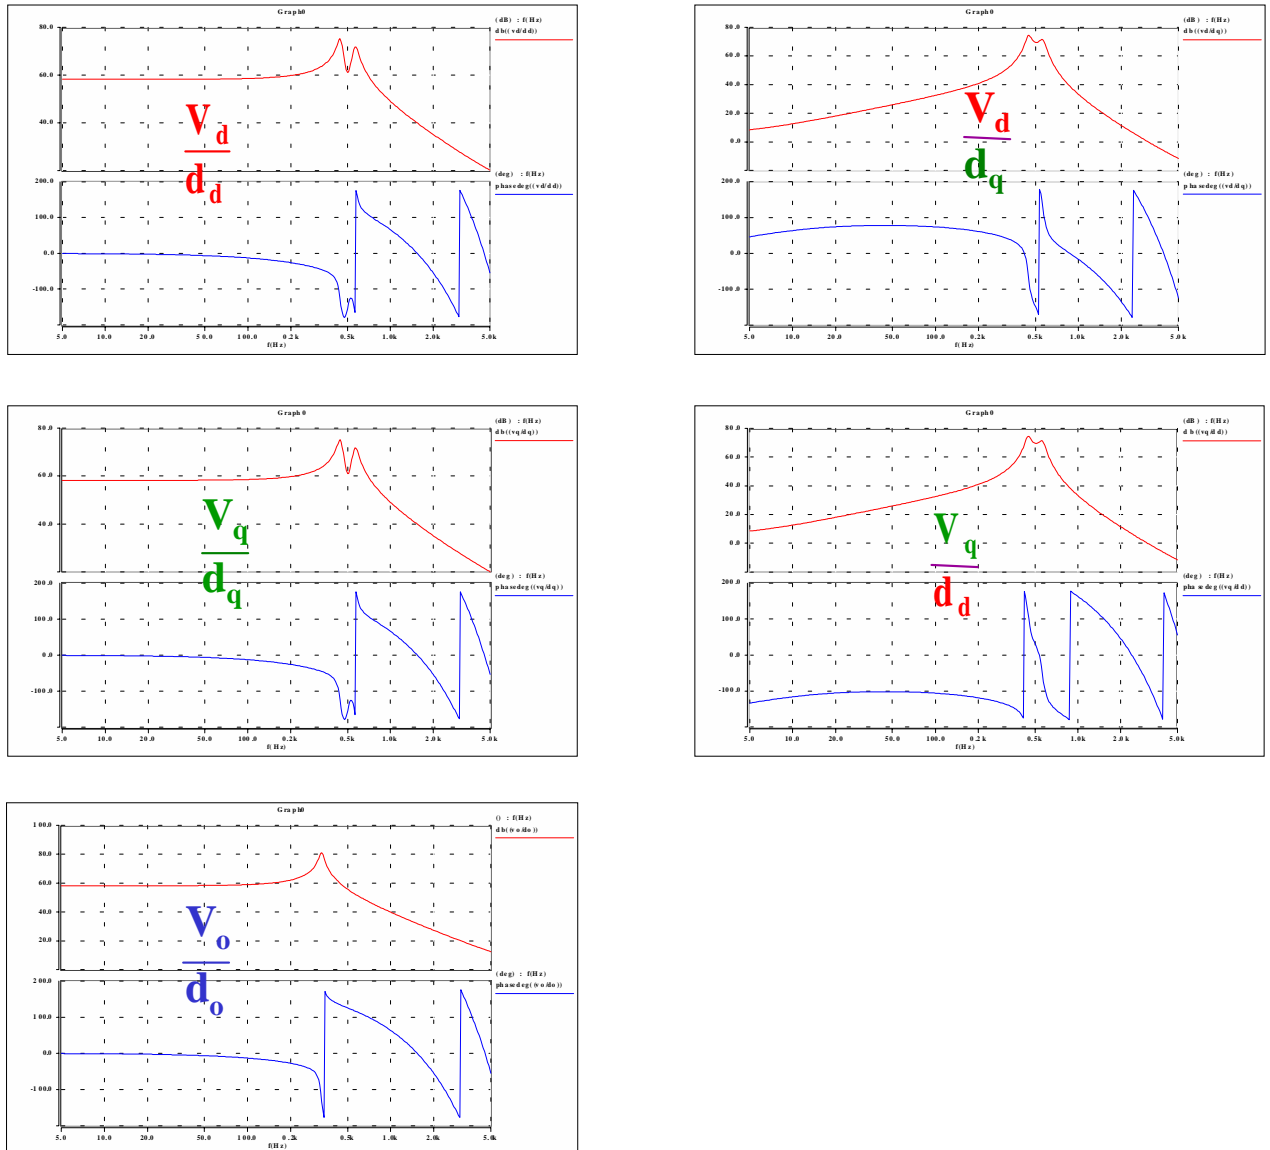 Graph0
(dB) : f(Hz)
db((vd/dd))
80.0
60.0
40.0
V d
d d
(deg) : f(Hz)
phasedeg((vd/dd))
200.0
100.0
0.0
-100.0
5.0 10.0 20.0 50.0 100.0 0.2k 0.5k 1.0k 2.0k 5.0k
f(Hz)
Graph0
(dB) : f(Hz)
db((vd/dq))
80.0
60.0
40.0
20.0
0.0
V d
d q
(deg) : f(Hz)
phasedeg((vd/dq))
200.0
100.0
0.0
-100.0
5.0 10.0 20.0 50.0 100.0 0.2k 0.5k 1.0k 2.0k 5.0k
f(Hz)
Graph0
(dB) : f(Hz)
db((vq/dq))
80.0
60.0
40.0
V q
d q
(deg) : f(Hz)
phasedeg((vq/dq))
200.0
100.0
0.0
-100.0
5.0 10.0 20.0 50.0 100.0 0.2k 0.5k 1.0k 2.0k 5.0k
f(Hz)
Graph0
(dB) : f(Hz)
db((vq/dd))
80.0
60.0
40.0
20.0
0.0
V q
d d
(deg) : f(Hz)
phasedeg((vq/dd))
200.0
100.0
0.0
-100.0
5.0 10.0 20.0 50.0 100.0 0.2k 0.5k 1.0k 2.0k 5.0k
f(Hz)
Graph0
() : f(Hz)
db((vo/do))
100.0
80.0
60.0
40.0
20.0
V o
d o
(deg) : f(Hz)
phasedeg((vo/do))
200.0
100.0
0.0
-100.0
5.0 10.0 20.0 50.0 100.0 0.2k 0.5k 1.0k 2.0k 5.0k
f(Hz)